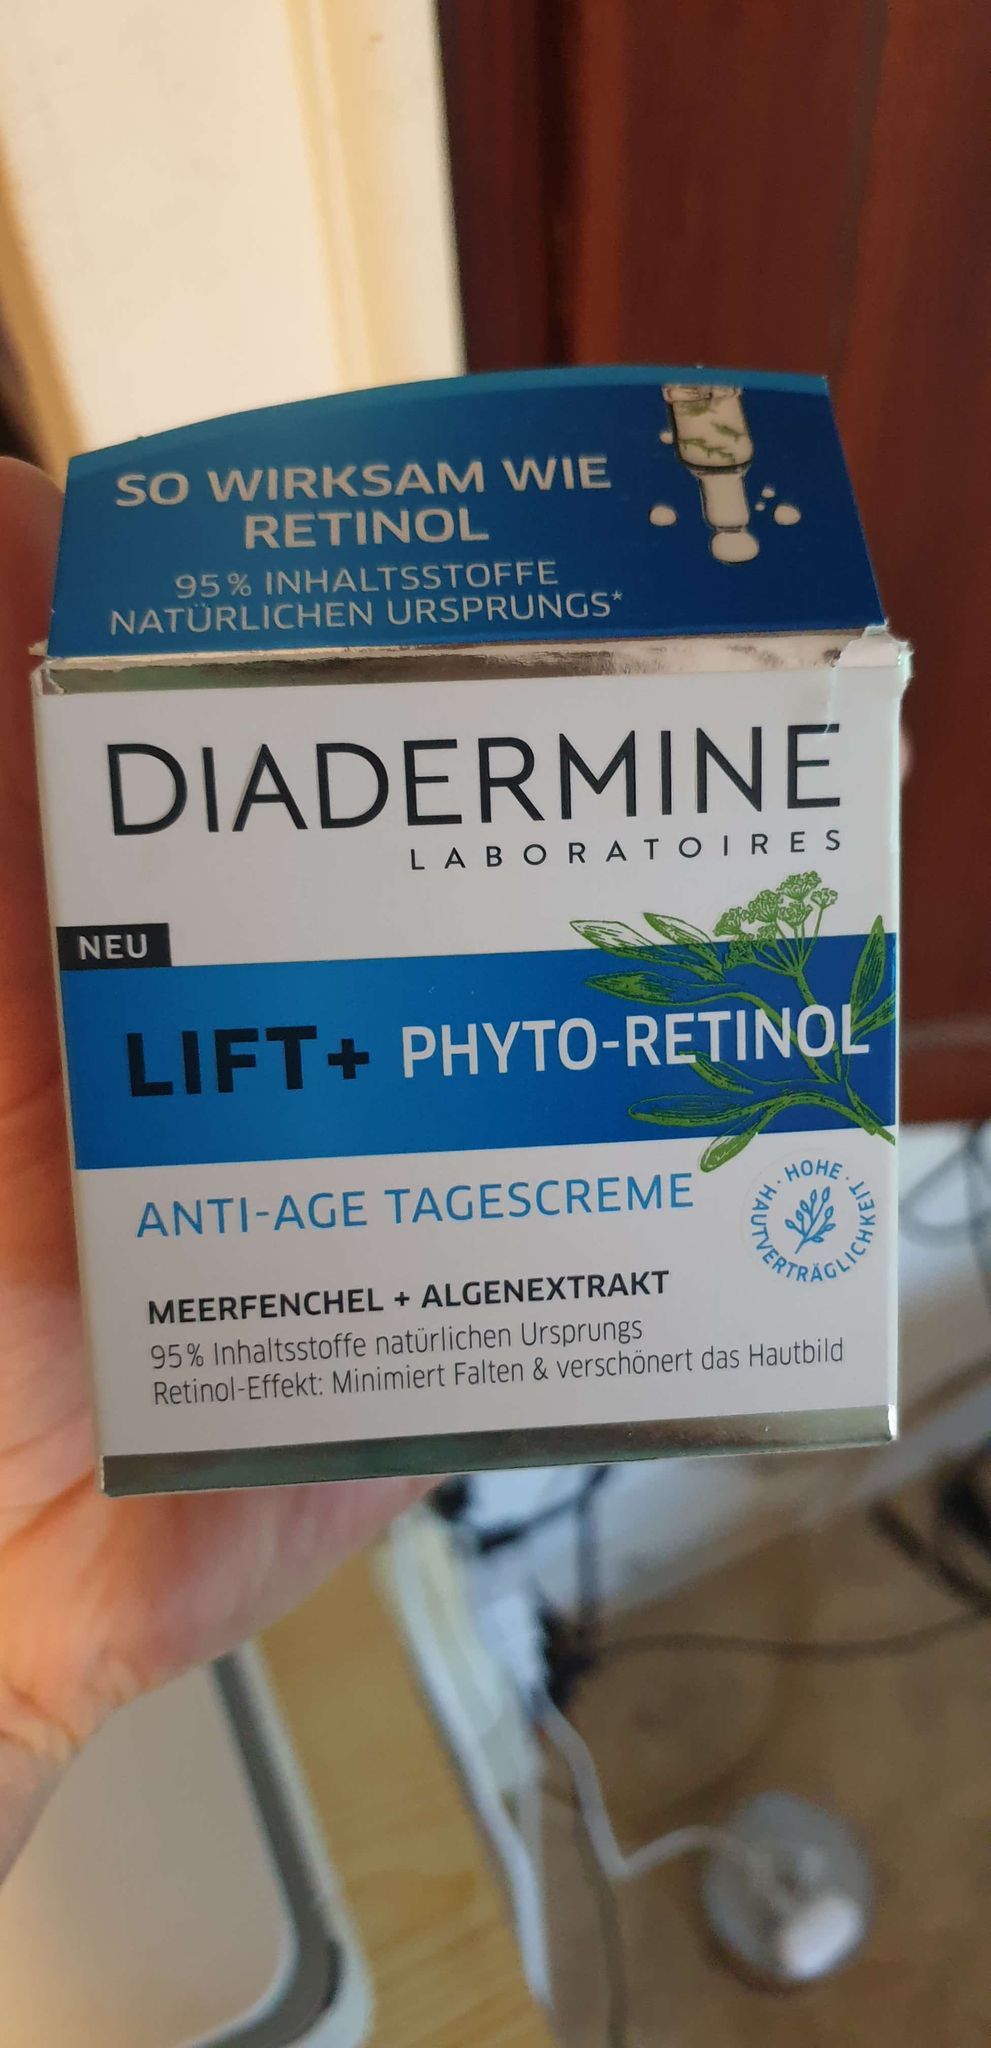 SO WIRKSAM WIE
RETINOL
95% INHALTSSTOFFE
NATÜRLICHEN URSPRUNGS*
DIADERMINE
LABORATOIRES
NEU
LIFT+ PHYTO-RETINOL
ANTI-AGE TAGESCREME
HOHE · HAUTVERTRÄGLICHKEIT ·
MEERFENCHEL + ALGENEXTRAKT
95% Inhaltsstoffe natürlichen Ursprungs
Retinol-Effekt: Minimiert Falten & verschönert das Hautbild